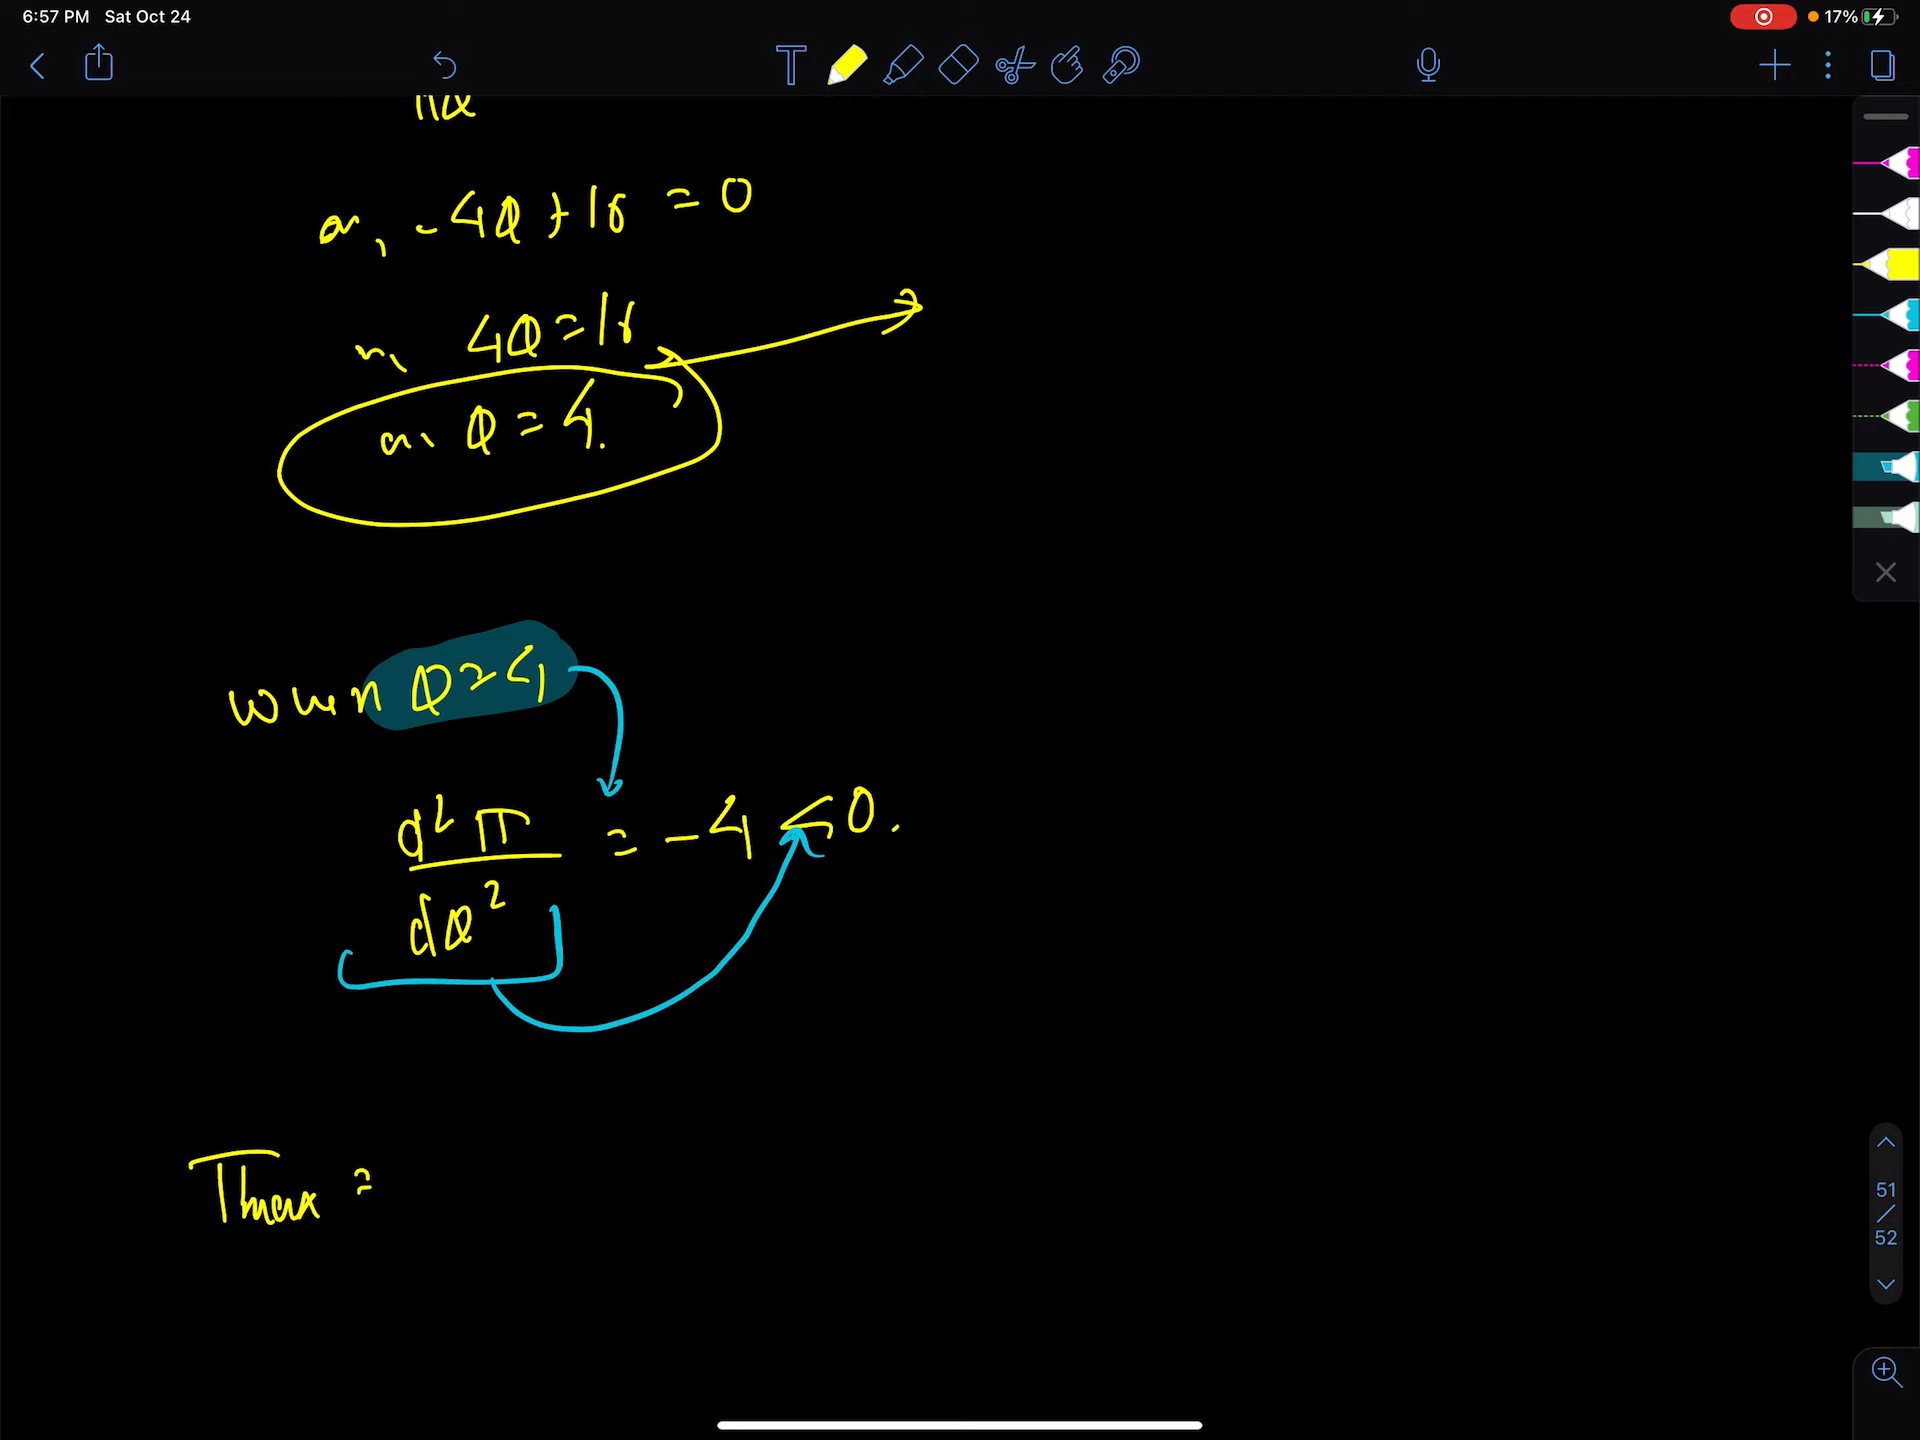 6:57 PM Sat Oct 24
17%
T
dQ
or, -4Q + 16 = 0
or, 4Q = 16
or, Q = 4.
when Q = 4
d²π
= -4 < 0.
dQ²
πmax =
51
/
52